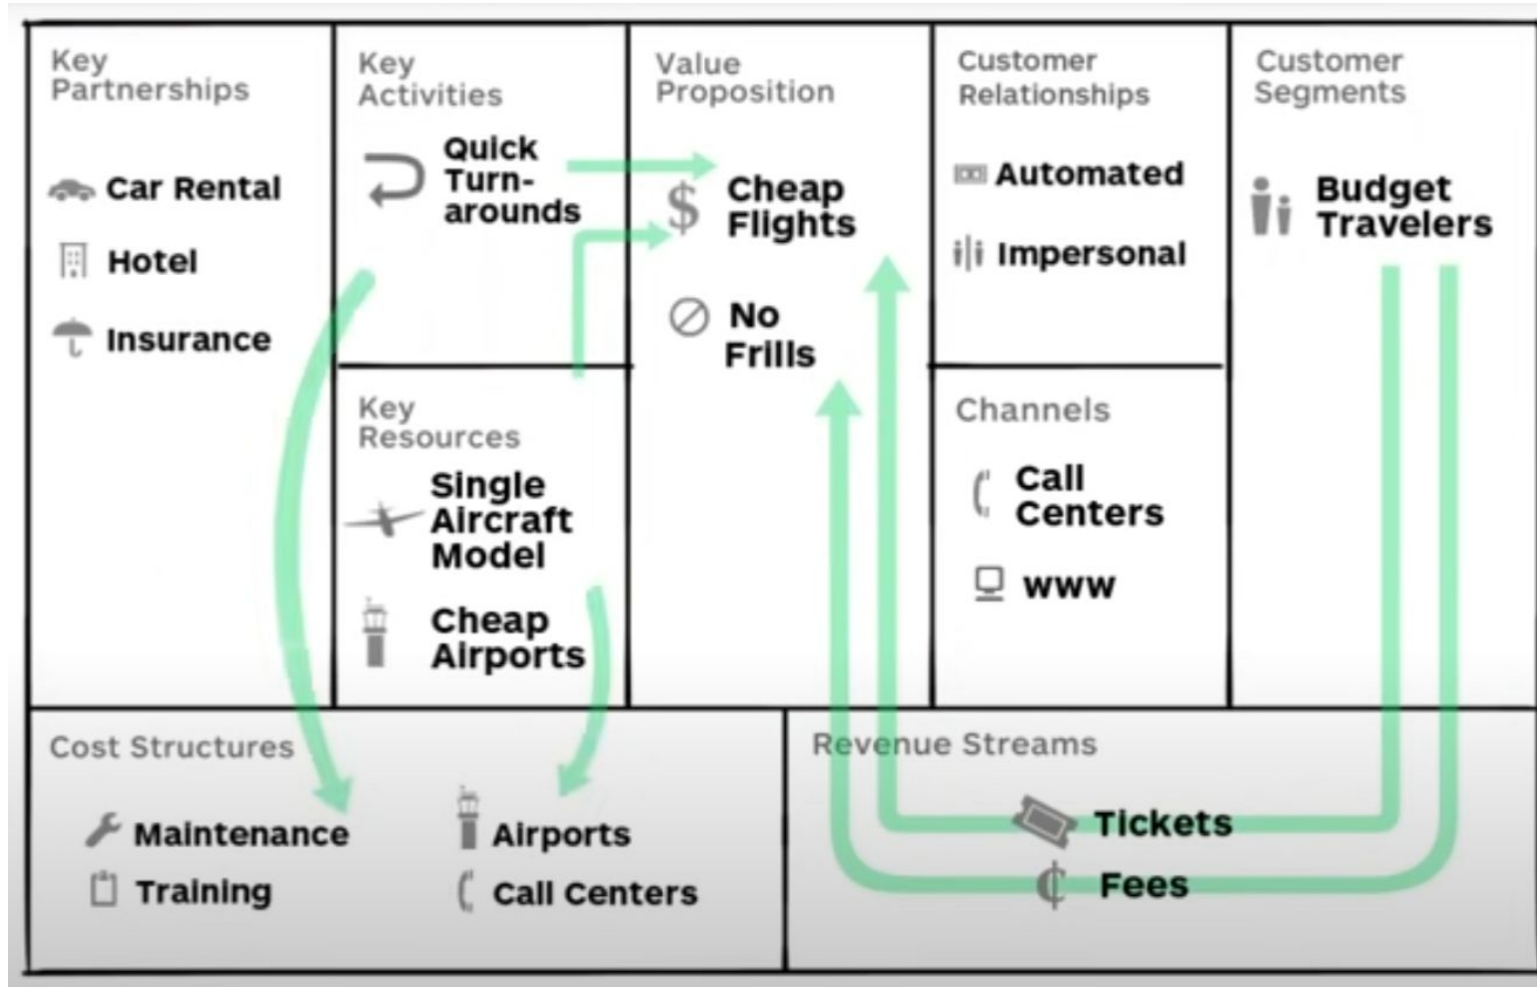 Key
Partnerships
Car Rental
Hotel
Insurance
Key
Activities
Quick
Turn-
arounds
Key
Resources
Single
Aircraft
Model
Cheap
Airports
Value
Proposition
$
Cheap
Flights
No
Frills
Customer
Relationships
Automated
Impersonal
Channels
Call
Centers
www
Customer
Segments
Budget
Travelers
Cost Structures
Maintenance
Training
Airports
Call Centers
Revenue Streams
Tickets
¢ Fees